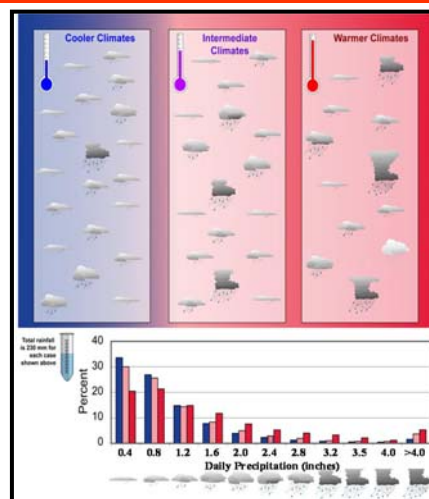 Cooler Climates
Intermediate
Climates
Warmer Climates
Total rainfall
is 230 mm for
each case
shown above
Percent
40
30
20
10
0
0.4 0.8 1.2 1.6 2.0 2.4 2.8 3.2 3.5 4.0 >4.0
Daily Precipitation (inches)